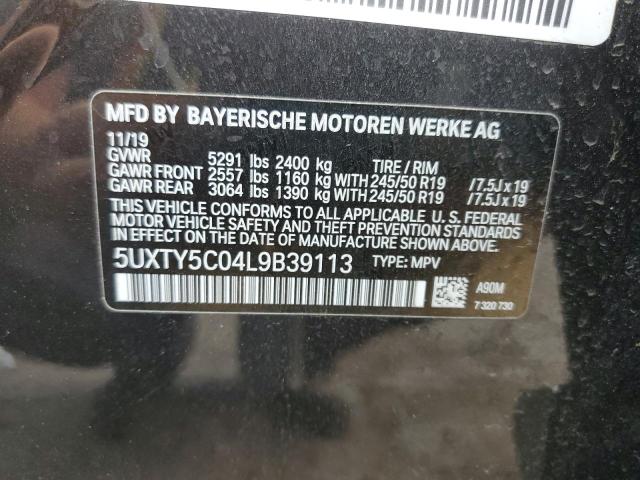 MFD BY BAYERISCHE MOTOREN WERKE AG
11/19
GVWR 5291 lbs 2400 kg TIRE / RIM
GAWR FRONT 2557 lbs 1160 kg WITH 245/50 R19 /7.5J x 19
GAWR REAR 3064 lbs 1390 kg WITH 245/50 R19 /7.5J x 19
THIS VEHICLE CONFORMS TO ALL APPLICABLE U. S. FEDERAL
MOTOR VEHICLE SAFETY AND THEFT PREVENTION STANDARDS
IN EFFECT ON THE DATE OF MANUFACTURE SHOWN ABOVE.
5UXTY5C04L9B39113 TYPE: MPV
A90M
7 320 730